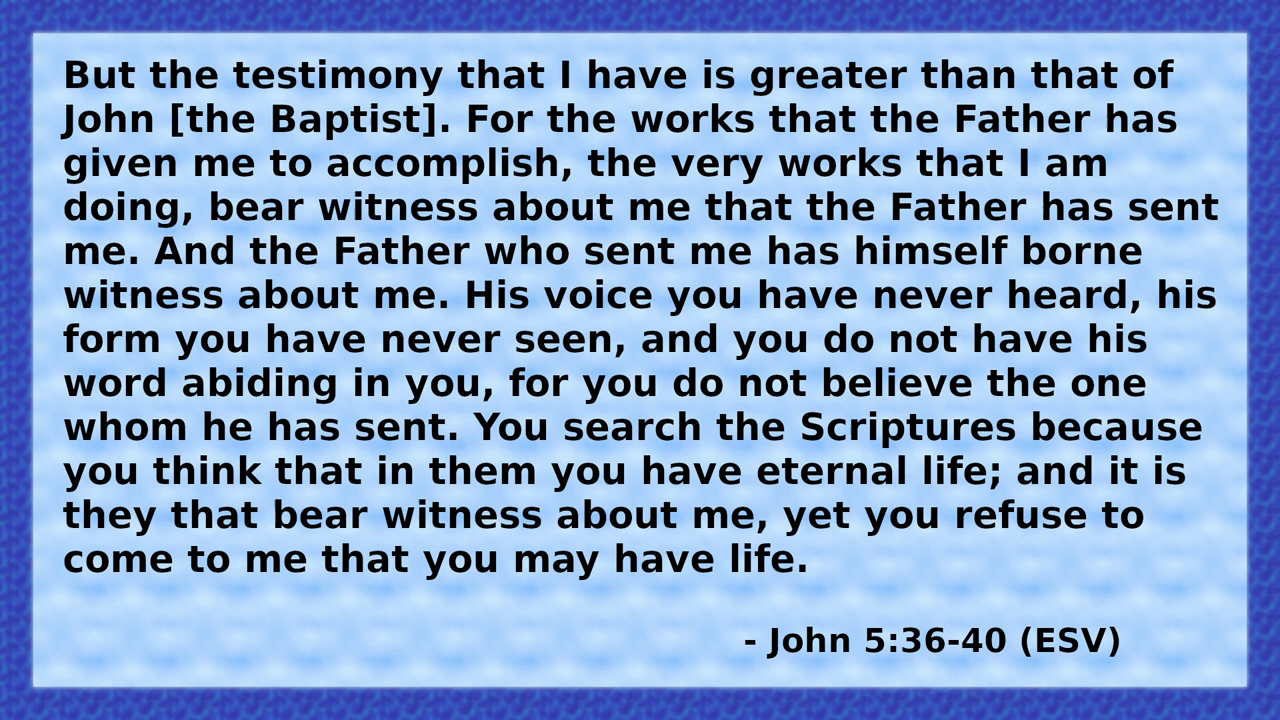 But the testimony that I have is greater than that of
John [the Baptist]. For the works that the Father has
given me to accomplish, the very works that I am
doing, bear witness about me that the Father has sent
me. And the Father who sent me has himself borne
witness about me. His voice you have never heard, his
form you have never seen, and you do not have his
word abiding in you, for you do not believe the one
whom he has sent. You search the Scriptures because
you think that in them you have eternal life; and it is
they that bear witness about me, yet you refuse to
come to me that you may have life.
- John 5:36-40 (ESV)